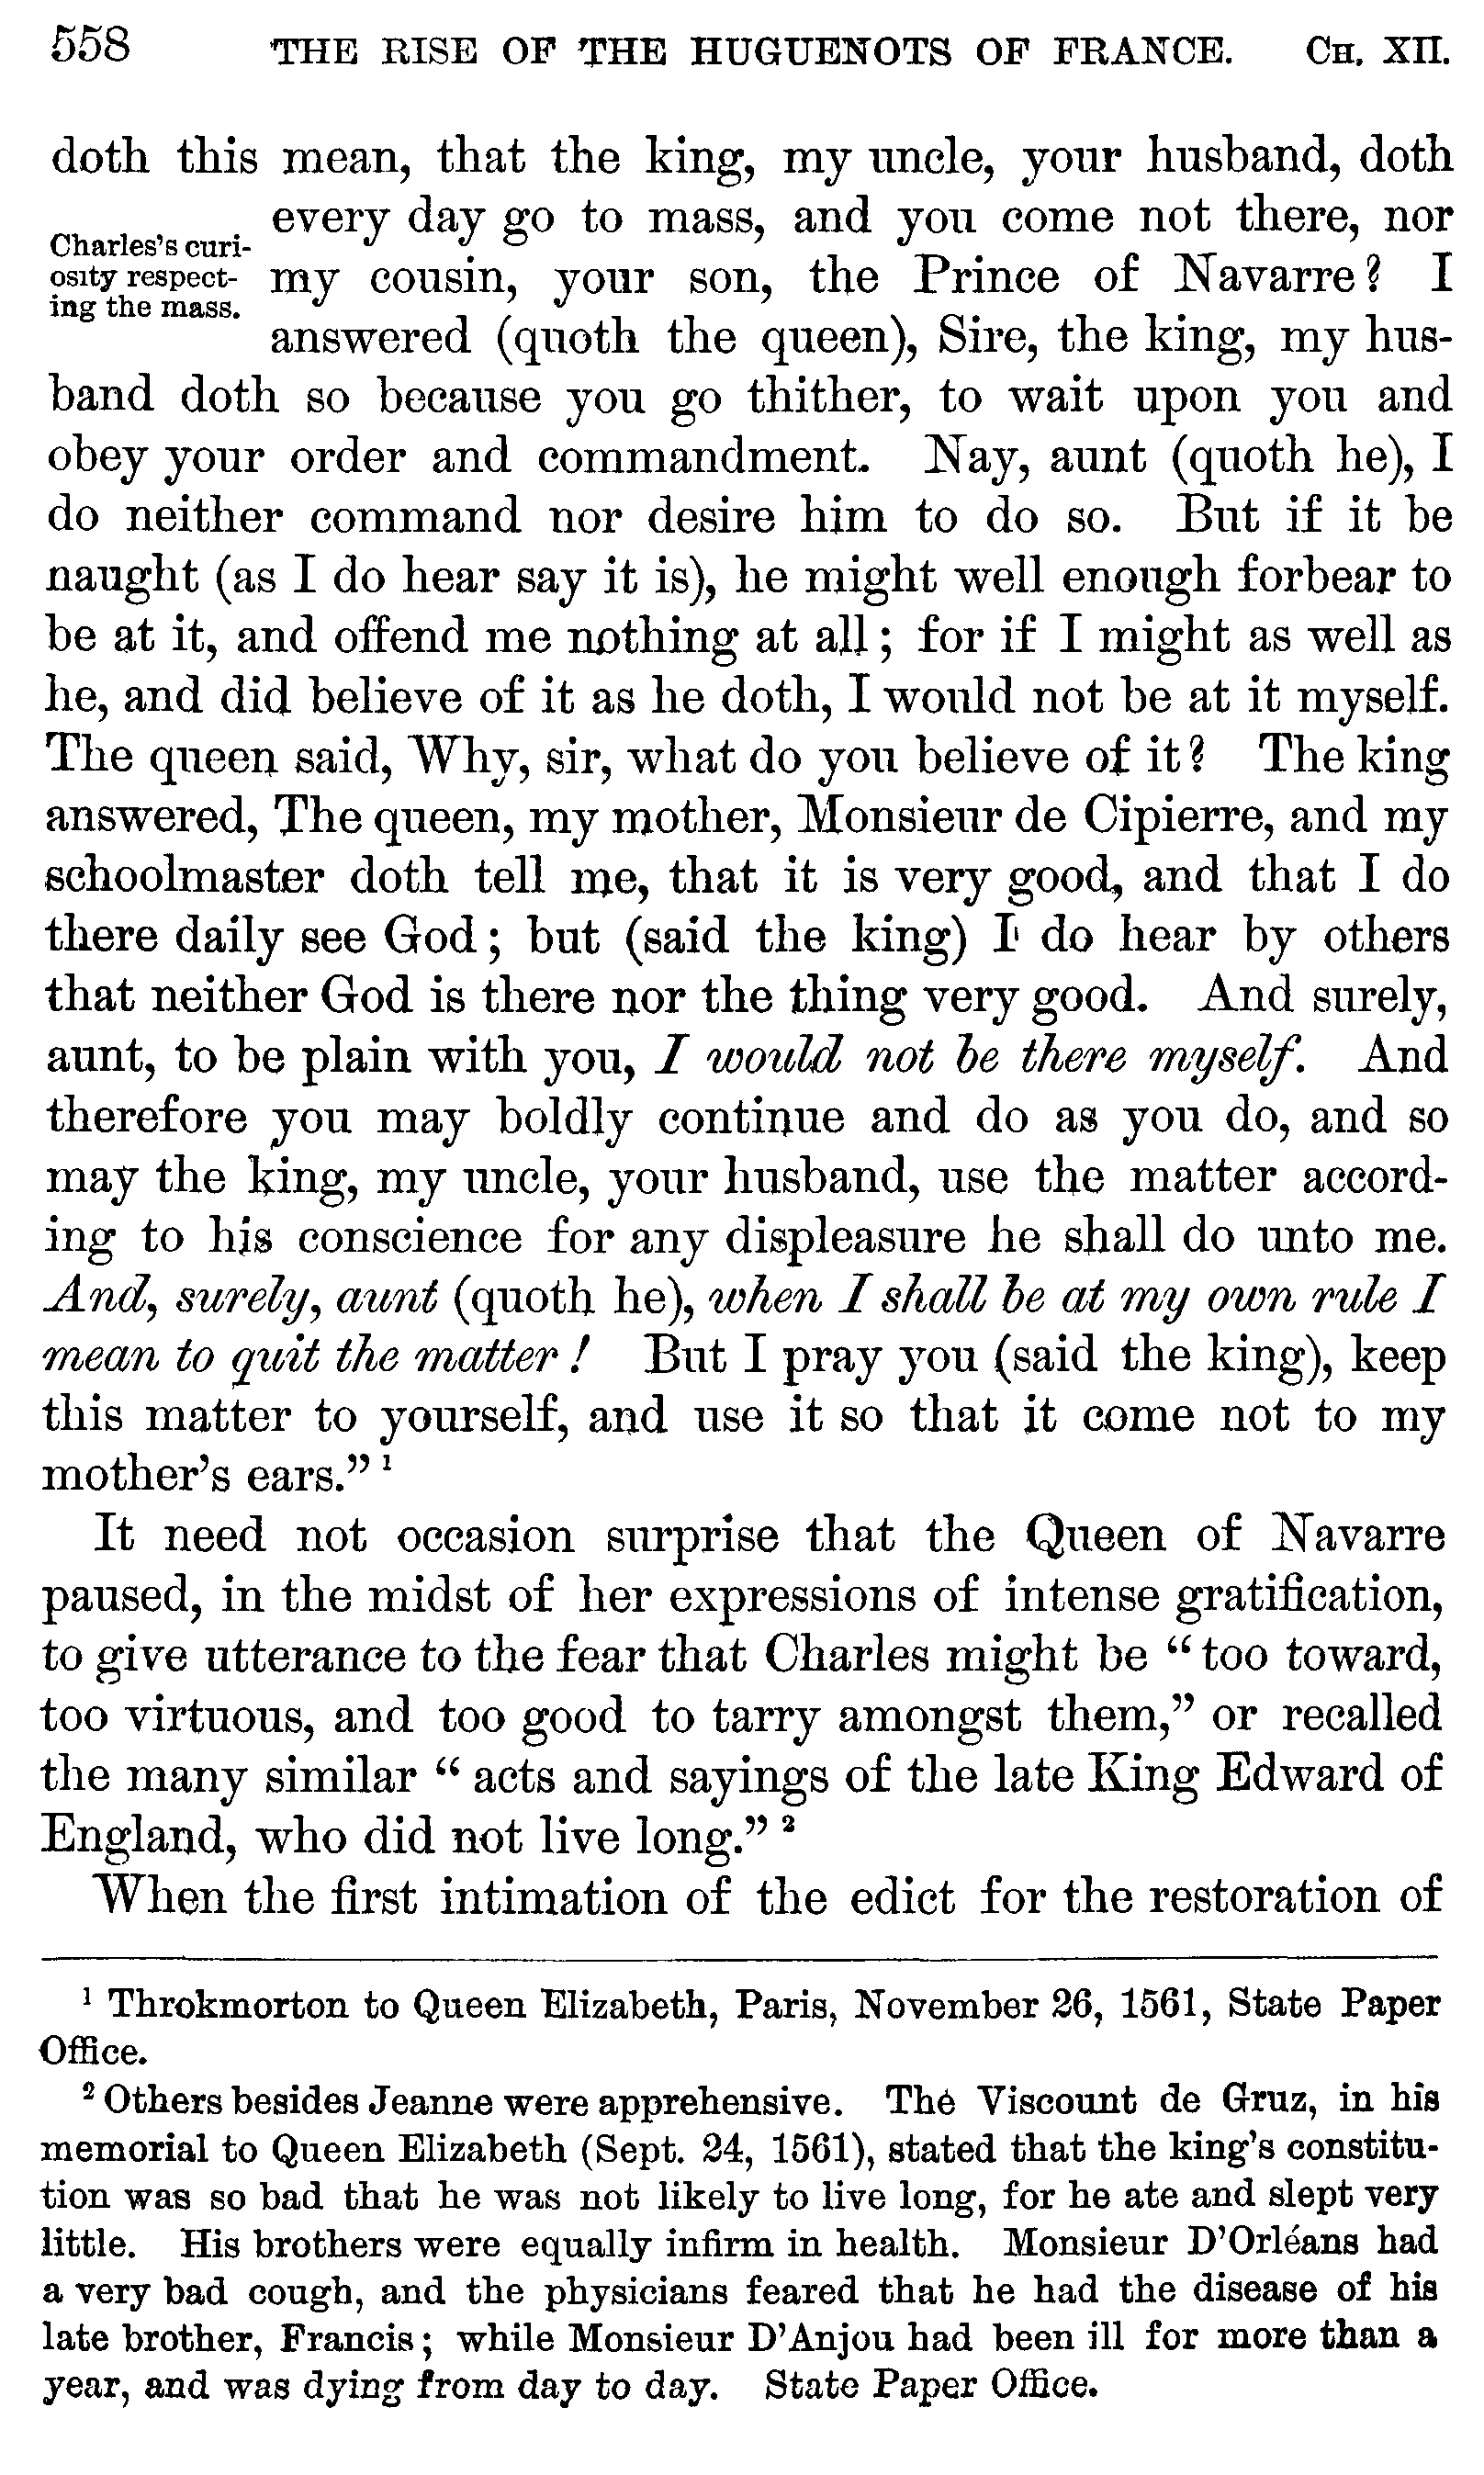 558 THE RISE OF THE HUGUENOTS OF FRANCE. CH. XII.
doth this mean, that the king, my uncle, your husband, doth
every day go to mass, and you come not there, nor
Charles's curi-
osity respect-
ing the mass.
my cousin, your son, the Prince of Navarre? I
answered (quoth the queen), Sire, the king, my hus-
band doth so because you go thither, to wait upon you and
obey your order and commandment. Nay, aunt (quoth he), I
do neither command nor desire him to do so. But if it be
naught (as I do hear say it is), he might well enough forbear to
be at it, and offend me nothing at all; for if I might as well as
he, and did believe of it as he doth, I would not be at it myself.
The queen said, Why, sir, what do you believe of it? The king
answered, The queen, my mother, Monsieur de Cipierre, and my
schoolmaster doth tell me, that it is very good, and that I do
there daily see God; but (said the king) I do hear by others
that neither God is there nor the thing very good. And surely,
aunt, to be plain with you, I would not be there myself. And
therefore you may boldly continue and do as you do, and so
may the king, my uncle, your husband, use the matter accord-
ing to his conscience for any displeasure he shall do unto me.
And, surely, aunt (quoth he), when I shall be at my own rule I
mean to quit the matter! But I pray you (said the king), keep
this matter to yourself, and use it so that it come not to my
mother's ears." 1
It need not occasion surprise that the Queen of Navarre
paused, in the midst of her expressions of intense gratification,
to give utterance to the fear that Charles might be "too toward,
too virtuous, and too good to tarry amongst them," or recalled
the many similar "acts and sayings of the late King Edward of
England, who did not live long." 2
When the first intimation of the edict for the restoration of
1 Throkmorton to Queen Elizabeth, Paris, November 26, 1561, State Paper
Office.
2 Others besides Jeanne were apprehensive. The Viscount de Gruz, in his
memorial to Queen Elizabeth (Sept. 24, 1561), stated that the king's constitu-
tion was so bad that he was not likely to live long, for he ate and slept very
little. His brothers were equally infirm in health. Monsieur D'Orléans had
a very bad cough, and the physicians feared that he had the disease of his
late brother, Francis; while Monsieur D'Anjou had been ill for more than a
year, and was dying from day to day. State Paper Office.